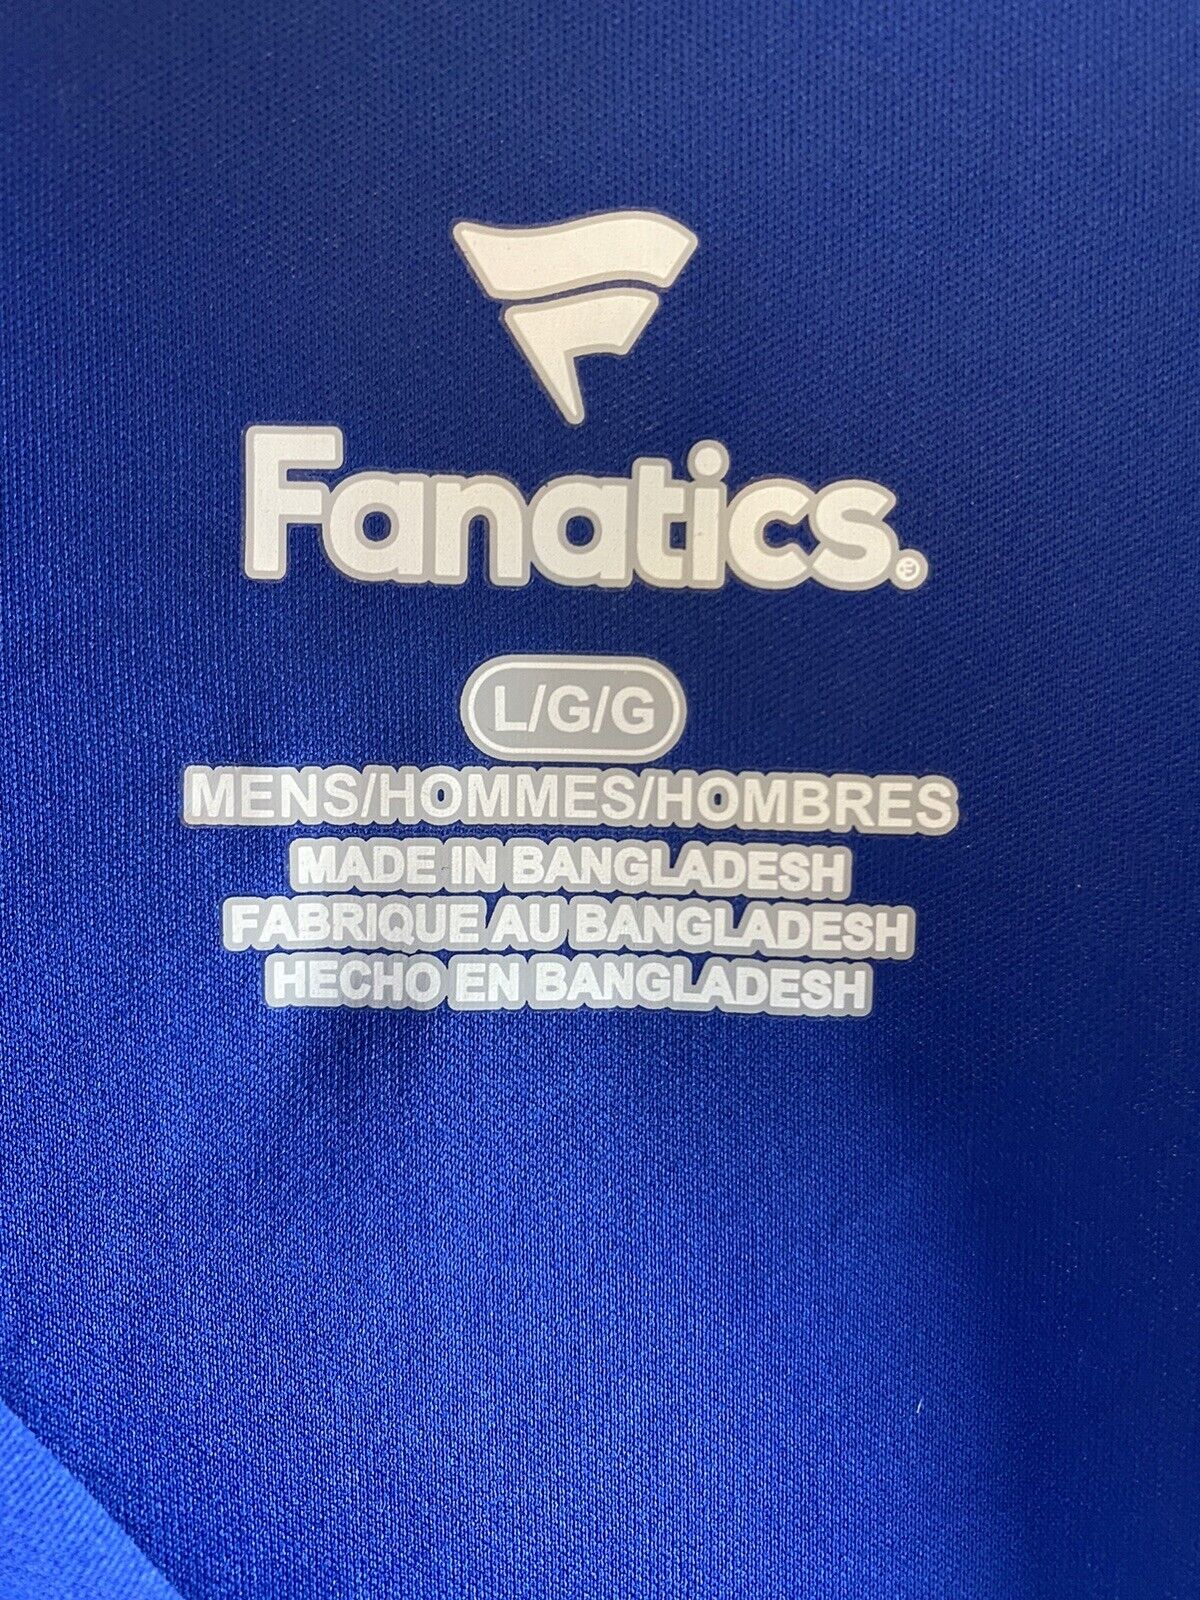 Fanatics.
L/G/G
MENS/HOMMES/HOMBRES
MADE IN BANGLADESH
FABRIQUE AU BANGLADESH
HECHO EN BANGLADESH